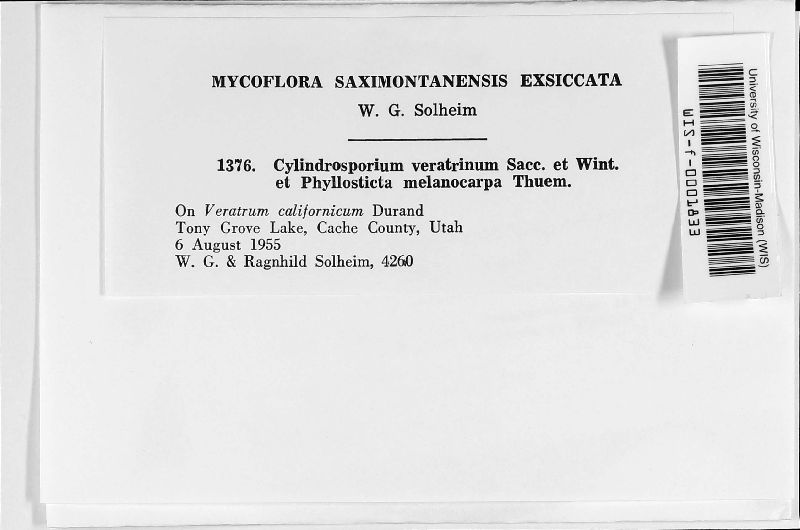 MYCOFLORA SAXIMONTANENSIS EXSICCATA
W. G. Solheim
1376. Cylindrosporium veratrinum Sacc. et Wint.
et Phyllosticta melanocarpa Thuem.
On Veratrum californicum Durand
Tony Grove Lake, Cache County, Utah
6 August 1955
W. G. & Ragnhild Solheim, 4260
University of Wisconsin-Madison (WIS)
WIS-f-0001833